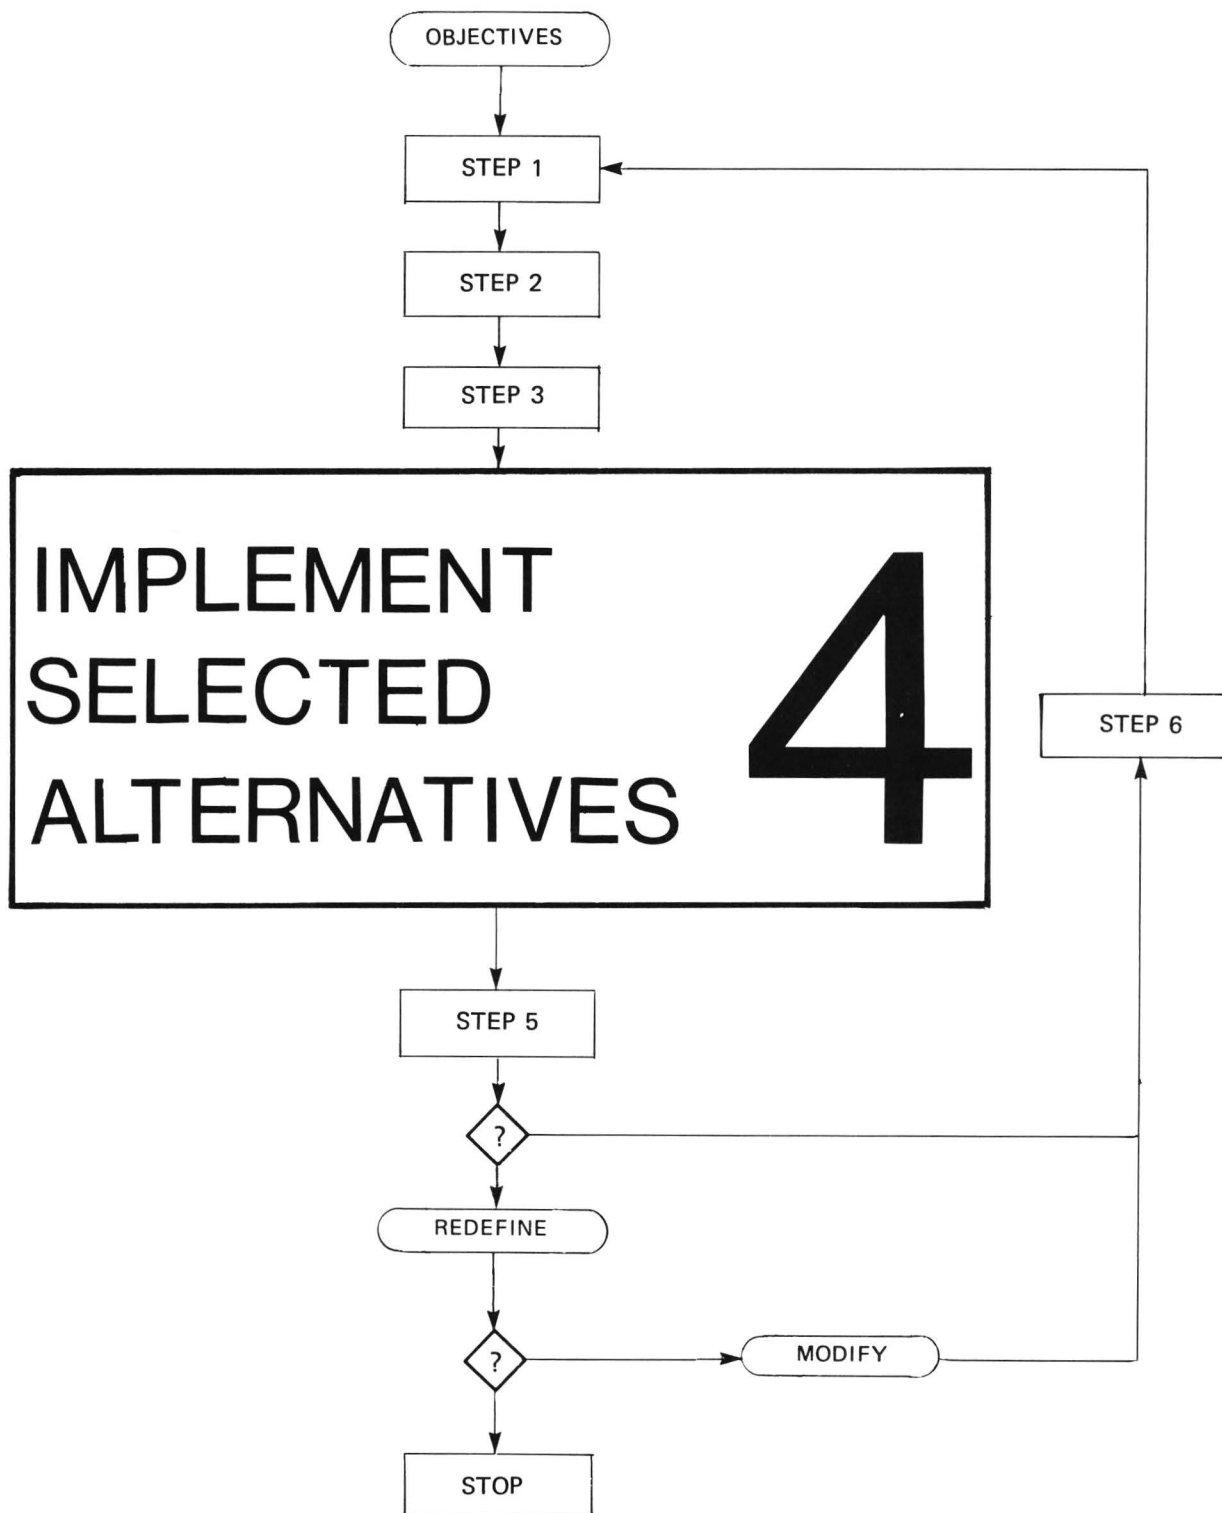 OBJECTIVES
STEP 1
STEP 2
STEP 3
IMPLEMENT
SELECTED
ALTERNATIVES
4
STEP 6
STEP 5
?
REDEFINE
?
MODIFY
STOP